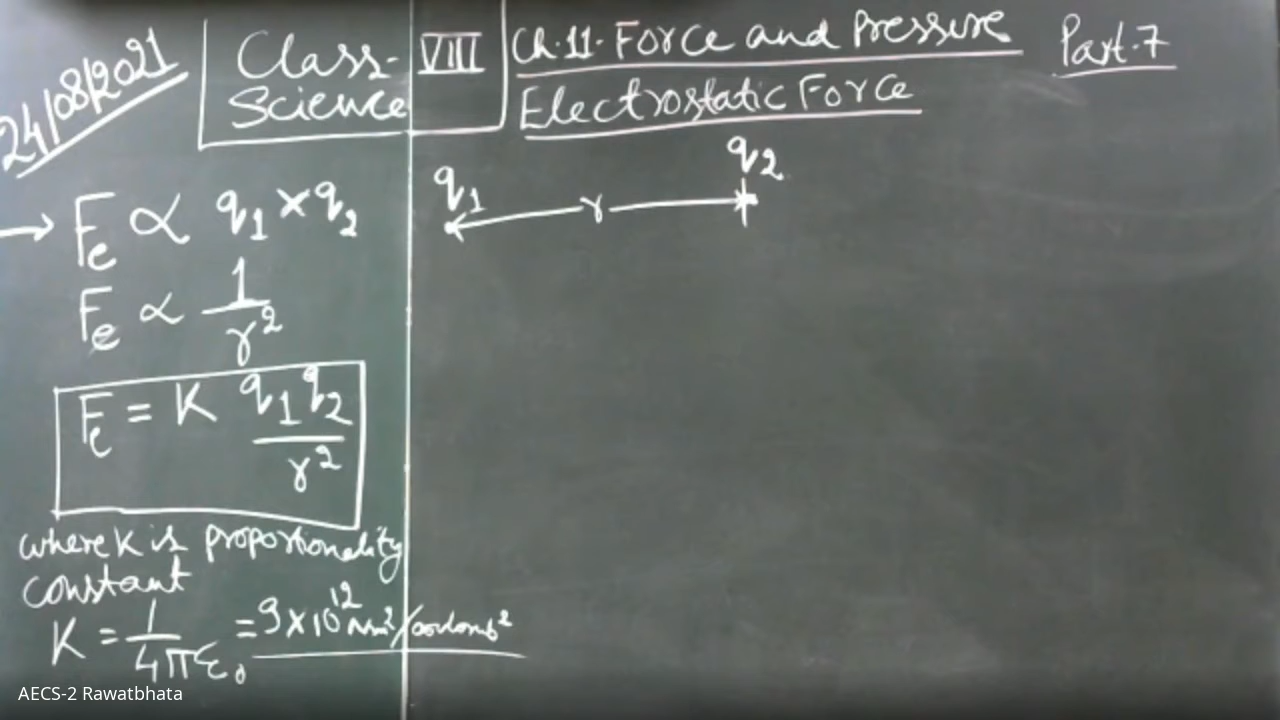 24/08/2021
Class- VIII
Science
Ch.11. Force and Pressure
Part.7
Electrostatic Force
→ Fe ∝ q1 × q2
q1 r q2
Fe ∝ 1/r²
Fe = K q1q2/r²
where K is proportionality
constant
K = 1/4πε0 = 9×10¹² Nm²/coulomb²
AECS-2 Rawatbhata